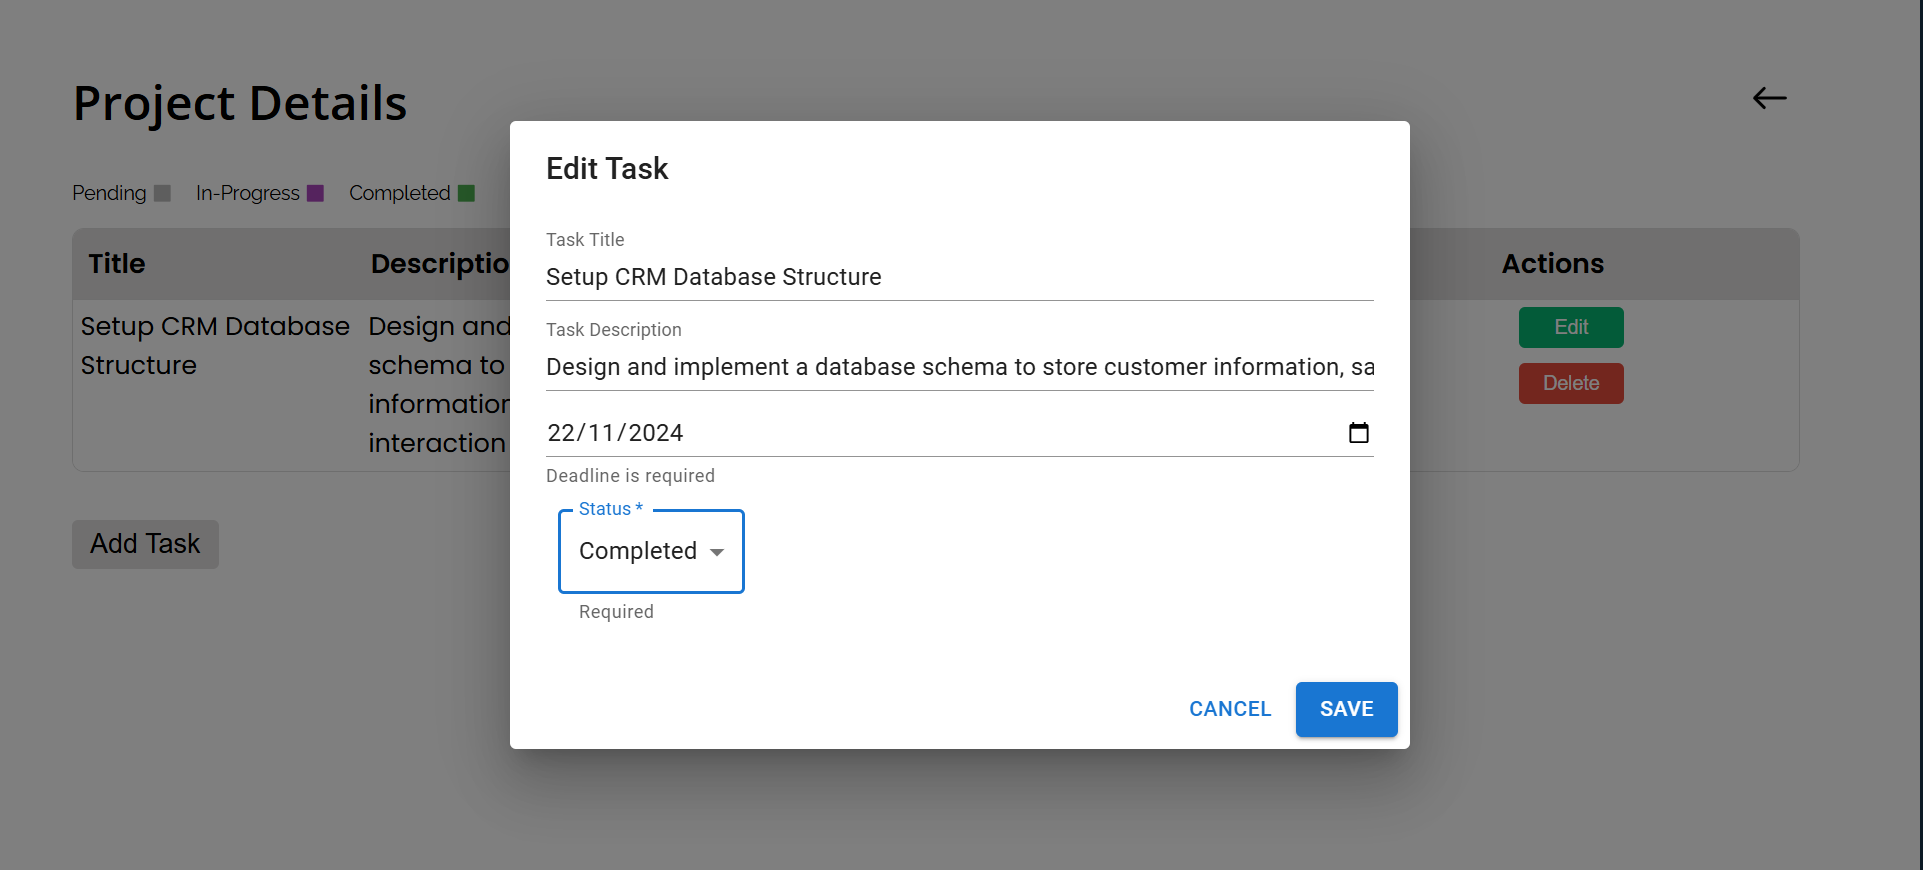 Project Details
Pending In-Progress Completed
Title Descriptio Actions
Setup CRM Database
Structure
Design and
schema to
information
interaction
Edit
Delete
Add Task
Edit Task
Task Title
Setup CRM Database Structure
Task Description
Design and implement a database schema to store customer information, sa
22/11/2024
Deadline is required
Status *
Completed
Required
CANCEL SAVE